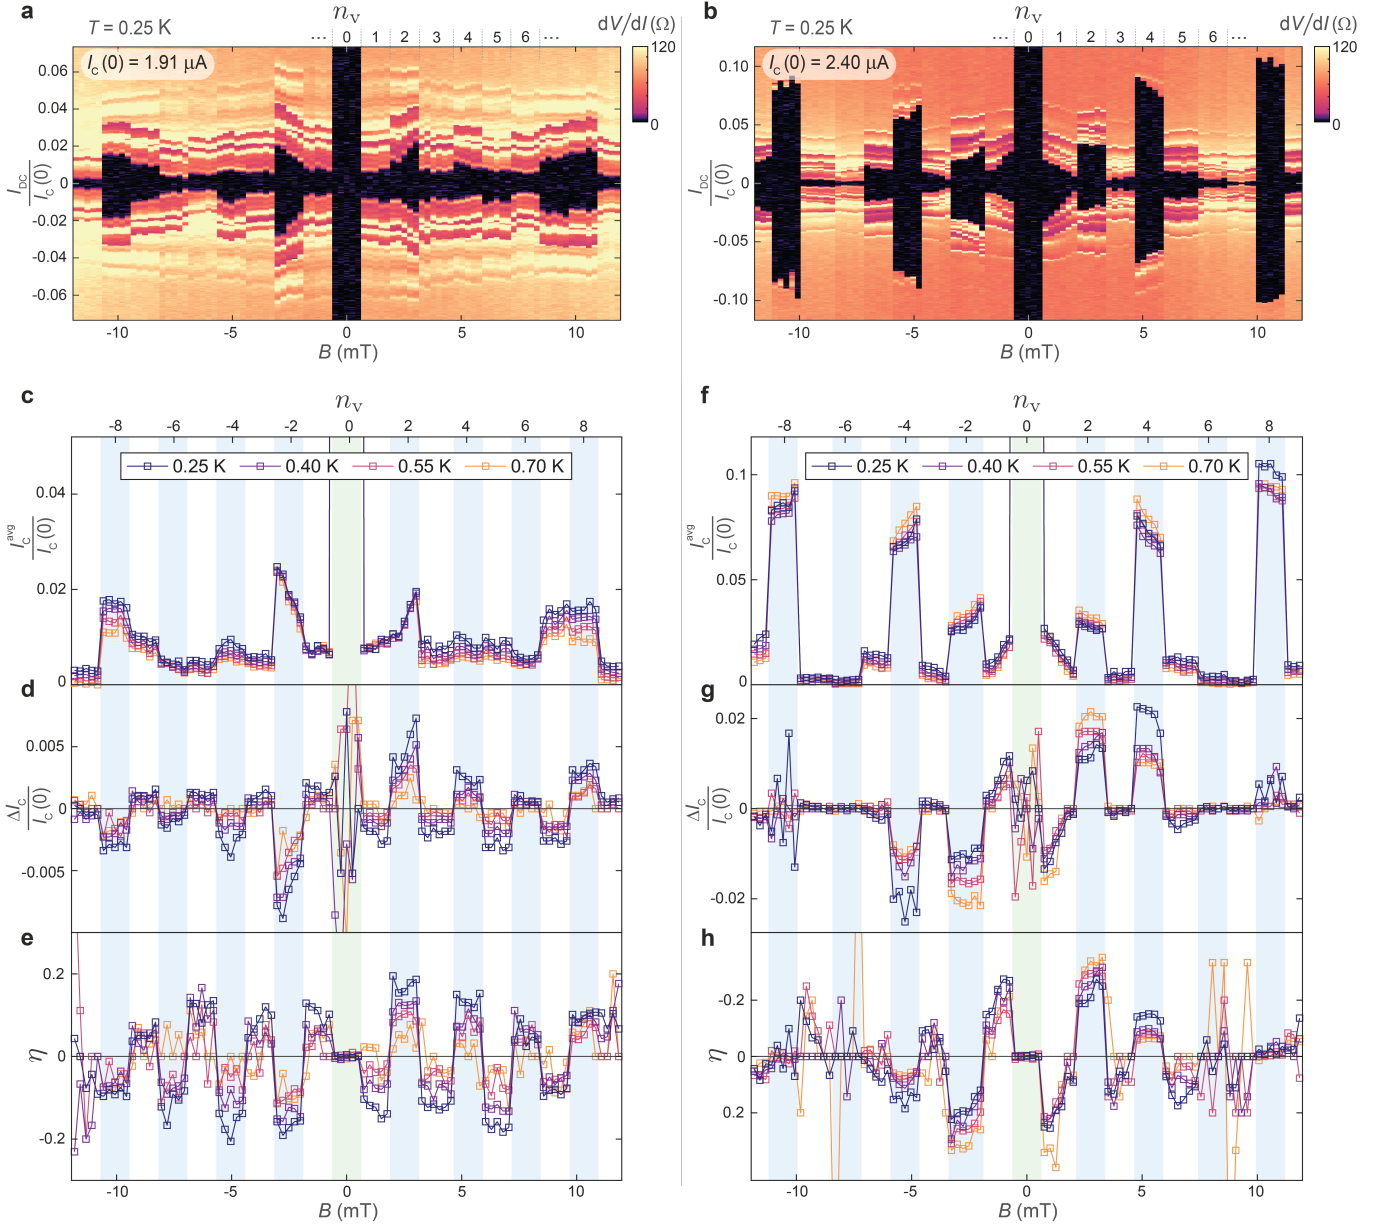 a
n_v
T = 0.25 K
dV/dI (Ω)
··· 0 1 2 3 4 5 6 ···
I_c (0) = 1.91 µA
120
0
0.06
0.04
0.02
0
-0.02
-0.04
-0.06
I_DC / I_c (0)
-10 -5 0 5 10
B (mT)
b
n_v
T = 0.25 K
dV/dI (Ω)
··· 0 1 2 3 4 5 6 ···
I_c (0) = 2.40 µA
120
0
0.10
0.05
0
-0.05
-0.10
I_DC / I_c (0)
-10 -5 0 5 10
B (mT)
c
n_v
-8 -6 -4 -2 0 2 4 6 8
0.25 K 0.40 K 0.55 K 0.70 K
0.04
0.02
0
I_c^avg / I_c (0)
d
0.005
0
-0.005
ΔI_c / I_c (0)
e
0.2
0
-0.2
η
-10 -5 0 5 10
B (mT)
f
n_v
-8 -6 -4 -2 0 2 4 6 8
0.25 K 0.40 K 0.55 K 0.70 K
0.1
0.05
0
I_c^avg / I_c (0)
g
0.02
0
-0.02
ΔI_c / I_c (0)
h
-0.2
0
0.2
η
-10 -5 0 5 10
B (mT)